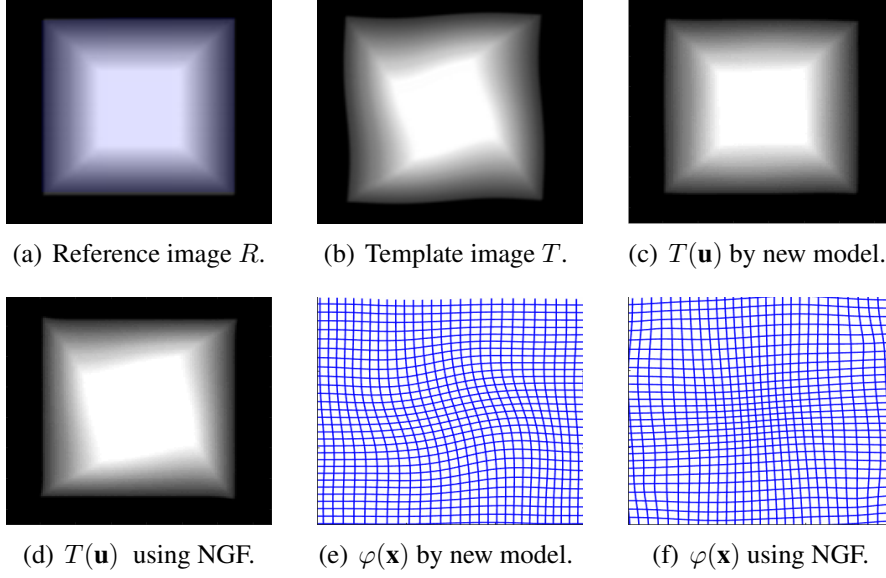 (a) Reference image R.
(b) Template image T.
(c) T(u) by new model.
(d) T(u) using NGF.
(e) φ(x) by new model.
(f) φ(x) using NGF.